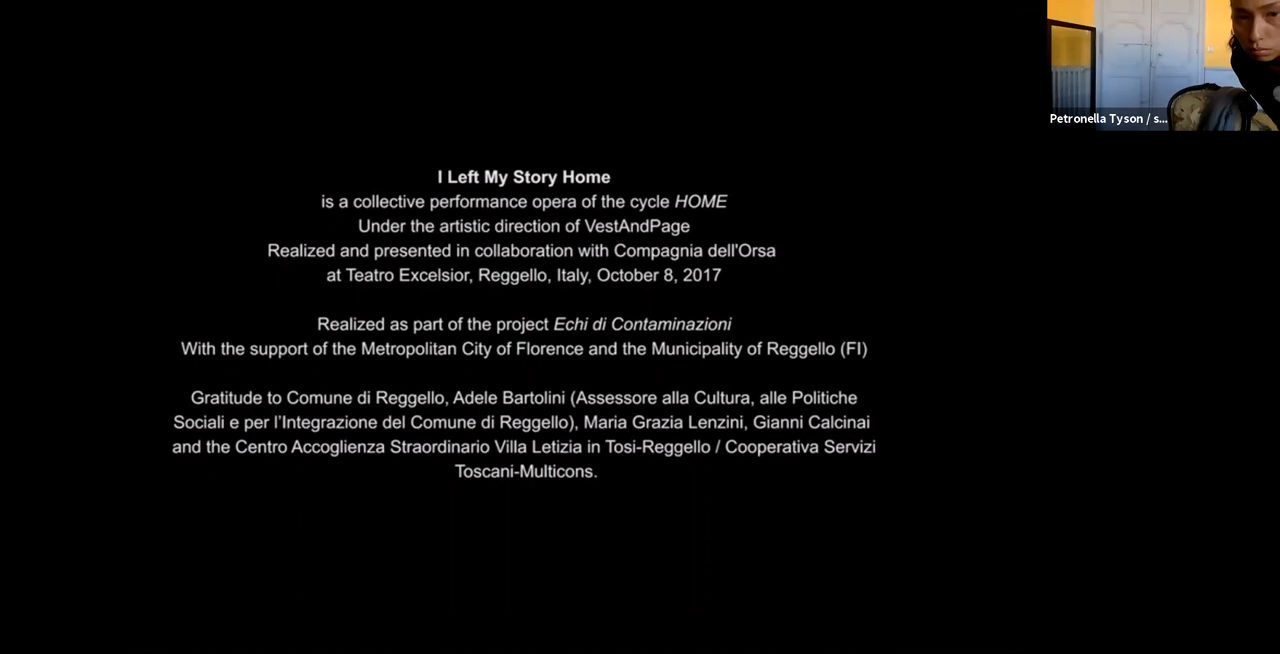 Petronella Tyson / s...
I Left My Story Home
is a collective performance opera of the cycle HOME
Under the artistic direction of VestAndPage
Realized and presented in collaboration with Compagnia dell'Orsa
at Teatro Excelsior, Reggello, Italy, October 8, 2017
Realized as part of the project Echi di Contaminazioni
With the support of the Metropolitan City of Florence and the Municipality of Reggello (FI)
Gratitude to Comune di Reggello, Adele Bartolini (Assessore alla Cultura, alle Politiche
Sociali e per l'Integrazione del Comune di Reggello), Maria Grazia Lenzini, Gianni Calcinai
and the Centro Accoglienza Straordinario Villa Letizia in Tosi-Reggello / Cooperativa Servizi
Toscani-Multicons.